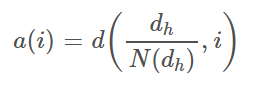 a(i) = d(d_h / N(d_h), i)